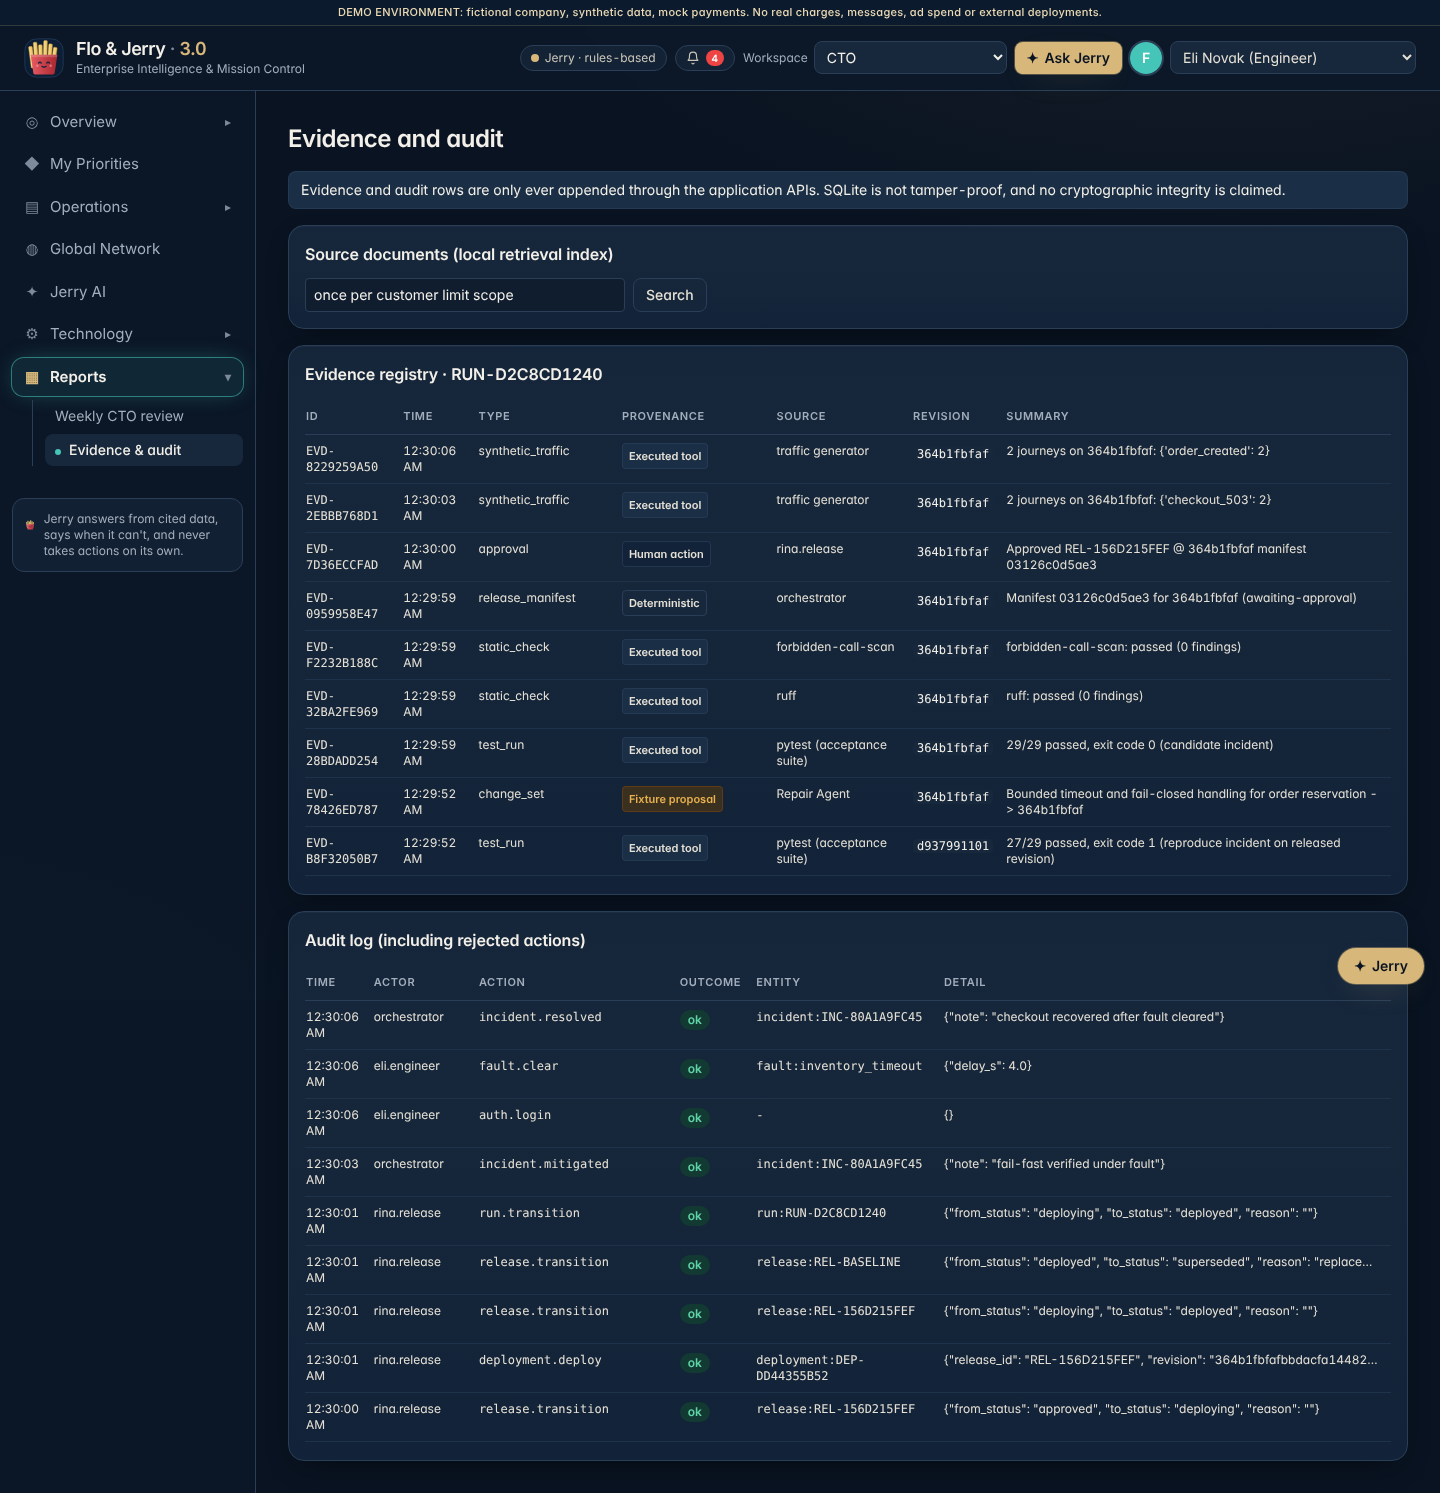 DEMO ENVIRONMENT: fictional company, synthetic data, mock payments. No real charges, messages, ad spend or external deployments.
Flo & Jerry · 3.0
Enterprise Intelligence & Mission Control
Jerry · rules-based
4
Workspace
CTO
✦ Ask Jerry
F
Eli Novak (Engineer)
Overview
My Priorities
Operations
Global Network
Jerry AI
Technology
Reports
Weekly CTO review
Evidence & audit
Jerry answers from cited data,
says when it can't, and never
takes actions on its own.
Evidence and audit
Evidence and audit rows are only ever appended through the application APIs. SQLite is not tamper-proof, and no cryptographic integrity is claimed.
Source documents (local retrieval index)
once per customer limit scope
Search
Evidence registry · RUN-D2C8CD1240
ID TIME TYPE PROVENANCE SOURCE REVISION SUMMARY
EVD- 12:30:06 synthetic_traffic Executed tool traffic generator 364b1fbfaf 2 journeys on 364b1fbfaf: {'order_created': 2}
8229259A50 AM
EVD- 12:30:03 synthetic_traffic Executed tool traffic generator 364b1fbfaf 2 journeys on 364b1fbfaf: {'checkout_503': 2}
2EBBB768D1 AM
EVD- 12:30:00 approval Human action rina.release 364b1fbfaf Approved REL-156D215FEF @ 364b1fbfaf manifest
7D36ECCFAD AM 03126c0d5ae3
EVD- 12:29:59 release_manifest Deterministic orchestrator 364b1fbfaf Manifest 03126c0d5ae3 for 364b1fbfaf (awaiting-approval)
0959958E47 AM
EVD- 12:29:59 static_check Executed tool forbidden-call-scan 364b1fbfaf forbidden-call-scan: passed (0 findings)
F2232B188C AM
EVD- 12:29:59 static_check Executed tool ruff 364b1fbfaf ruff: passed (0 findings)
32BA2FE969 AM
EVD- 12:29:59 test_run Executed tool pytest (acceptance 364b1fbfaf 29/29 passed, exit code 0 (candidate incident)
28BDADD254 AM suite)
EVD- 12:29:52 change_set Fixture proposal Repair Agent 364b1fbfaf Bounded timeout and fail-closed handling for order reservation -
78426ED787 AM > 364b1fbfaf
EVD- 12:29:52 test_run Executed tool pytest (acceptance d937991101 27/29 passed, exit code 1 (reproduce incident on released
B8F32050B7 AM suite) revision)
Audit log (including rejected actions)
✦ Jerry
TIME ACTOR ACTION OUTCOME ENTITY DETAIL
12:30:06 orchestrator incident.resolved ok incident:INC-80A1A9FC45 {"note": "checkout recovered after fault cleared"}
AM
12:30:06 eli.engineer fault.clear ok fault:inventory_timeout {"delay_s": 4.0}
AM
12:30:06 eli.engineer auth.login ok - {}
AM
12:30:03 orchestrator incident.mitigated ok incident:INC-80A1A9FC45 {"note": "fail-fast verified under fault"}
AM
12:30:01 rina.release run.transition ok run:RUN-D2C8CD1240 {"from_status": "deploying", "to_status": "deployed", "reason": ""}
AM
12:30:01 rina.release release.transition ok release:REL-BASELINE {"from_status": "deployed", "to_status": "superseded", "reason": "replace...
AM
12:30:01 rina.release release.transition ok release:REL-156D215FEF {"from_status": "deploying", "to_status": "deployed", "reason": ""}
AM
12:30:01 rina.release deployment.deploy ok deployment:DEP- {"release_id": "REL-156D215FEF", "revision": "364b1fbfafbbdacfa14482...
AM DD44355B52
12:30:00 rina.release release.transition ok release:REL-156D215FEF {"from_status": "approved", "to_status": "deploying", "reason": ""}
AM